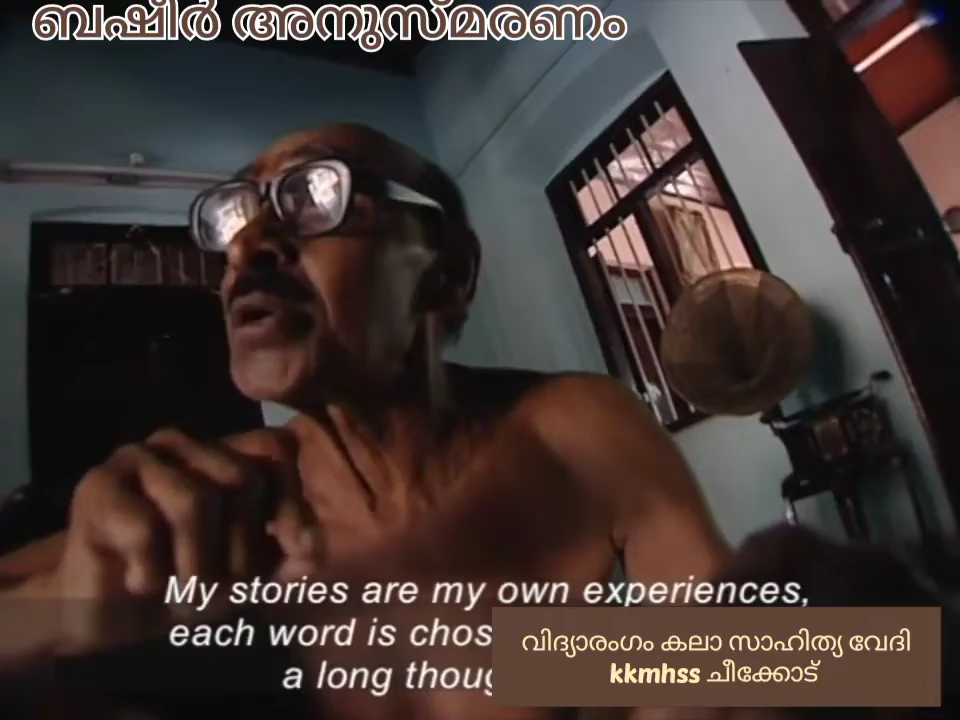 ബഷീർ അനുസ്മരണം
My stories are my own experiences,
each word is chos
a long thoug
വിദ്യാരംഗം കലാ സാഹിത്യ വേദി
kkmhss ചീക്കോട്